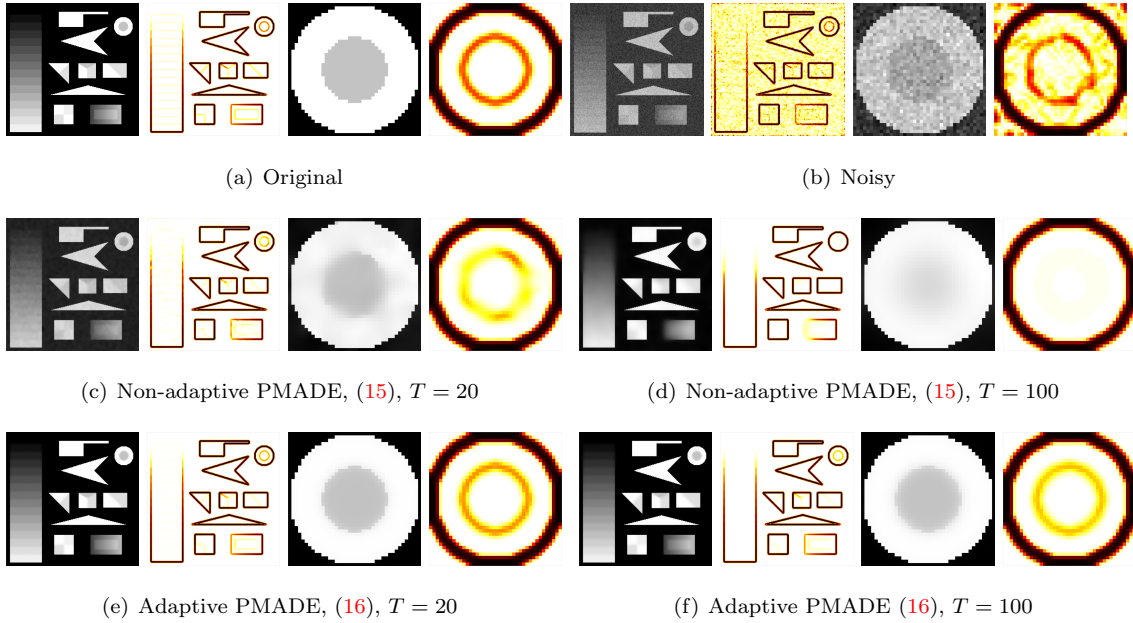 (a) Original
(b) Noisy
(c) Non-adaptive PMADE, (15), T = 20
(d) Non-adaptive PMADE, (15), T = 100
(e) Adaptive PMADE, (16), T = 20
(f) Adaptive PMADE (16), T = 100